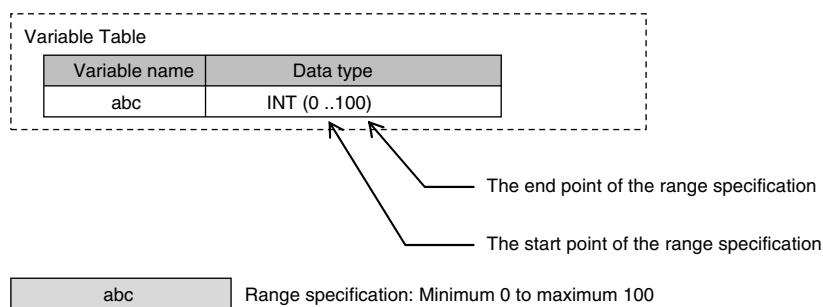 Variable Table
Variable name Data type
abc INT (0 ..100)
The end point of the range specification
The start point of the range specification
abc Range specification: Minimum 0 to maximum 100